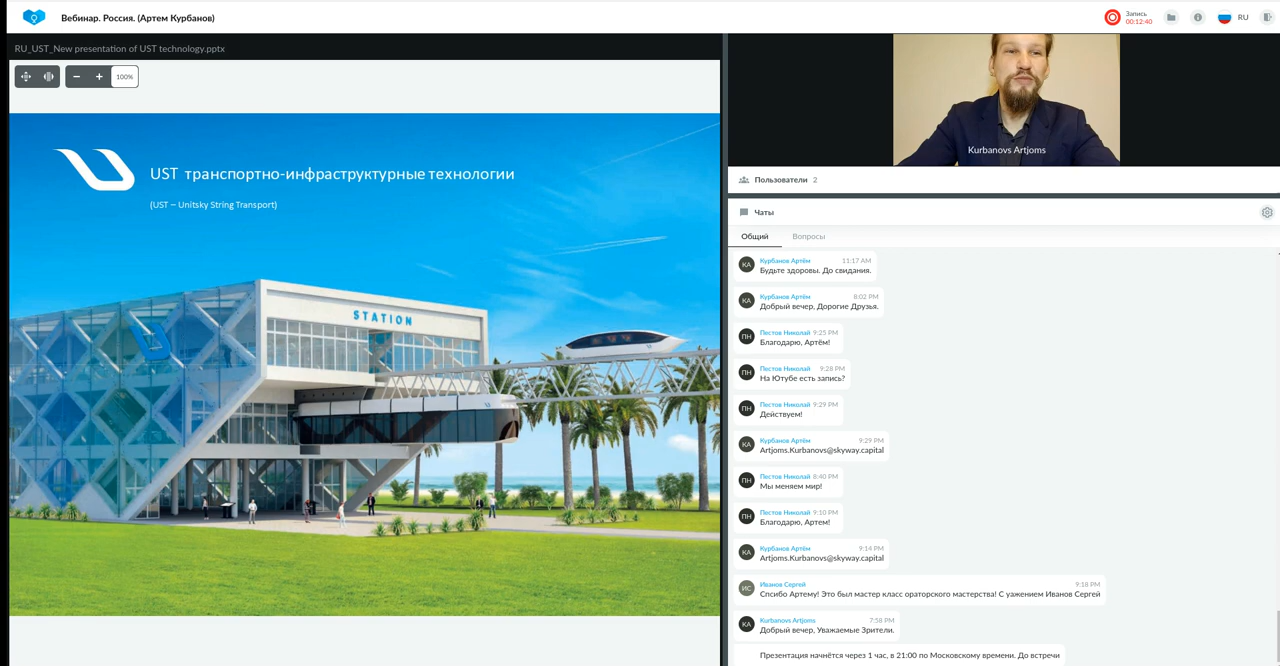 Вебинар. Россия. (Артем Курбанов)
Запись
00:12:40
RU
RU_UST_New presentation of UST technology.pptx
100%
UST транспортно-инфраструктурные технологии
(UST – Unitsky String Transport)
STATION
Kurbanovs Artjoms
Пользователи 2
Чаты
Общий Вопросы
КА Курбанов Артём 11:17 AM
Будьте здоровы. До свидания.
КА Курбанов Артём 8:02 PM
Добрый вечер, Дорогие Друзья.
ПН Пестов Николай 9:25 PM
Благодарю, Артём!
ПН Пестов Николай 9:28 PM
На Ютубе есть запись?
ПН Пестов Николай 9:29 PM
Действуем!
КА Курбанов Артём 9:29 PM
Artjoms.Kurbanovs@skyway.capital
ПН Пестов Николай 8:40 PM
Мы меняем мир!
ПН Пестов Николай 9:10 PM
Благодарю, Артем!
КА Курбанов Артём 9:14 PM
Artjoms.Kurbanovs@skyway.capital
ИС Иванов Сергей 9:18 PM
Спсибо Артему! Это был мастер класс ораторского мастерства! С уажением Иванов Сергей
KA Kurbanovs Artjoms 7:58 PM
Добрый вечер, Уважаемые Зрители.
Презентация начнётся через 1 час, в 21:00 по Московскому времени. До встречи